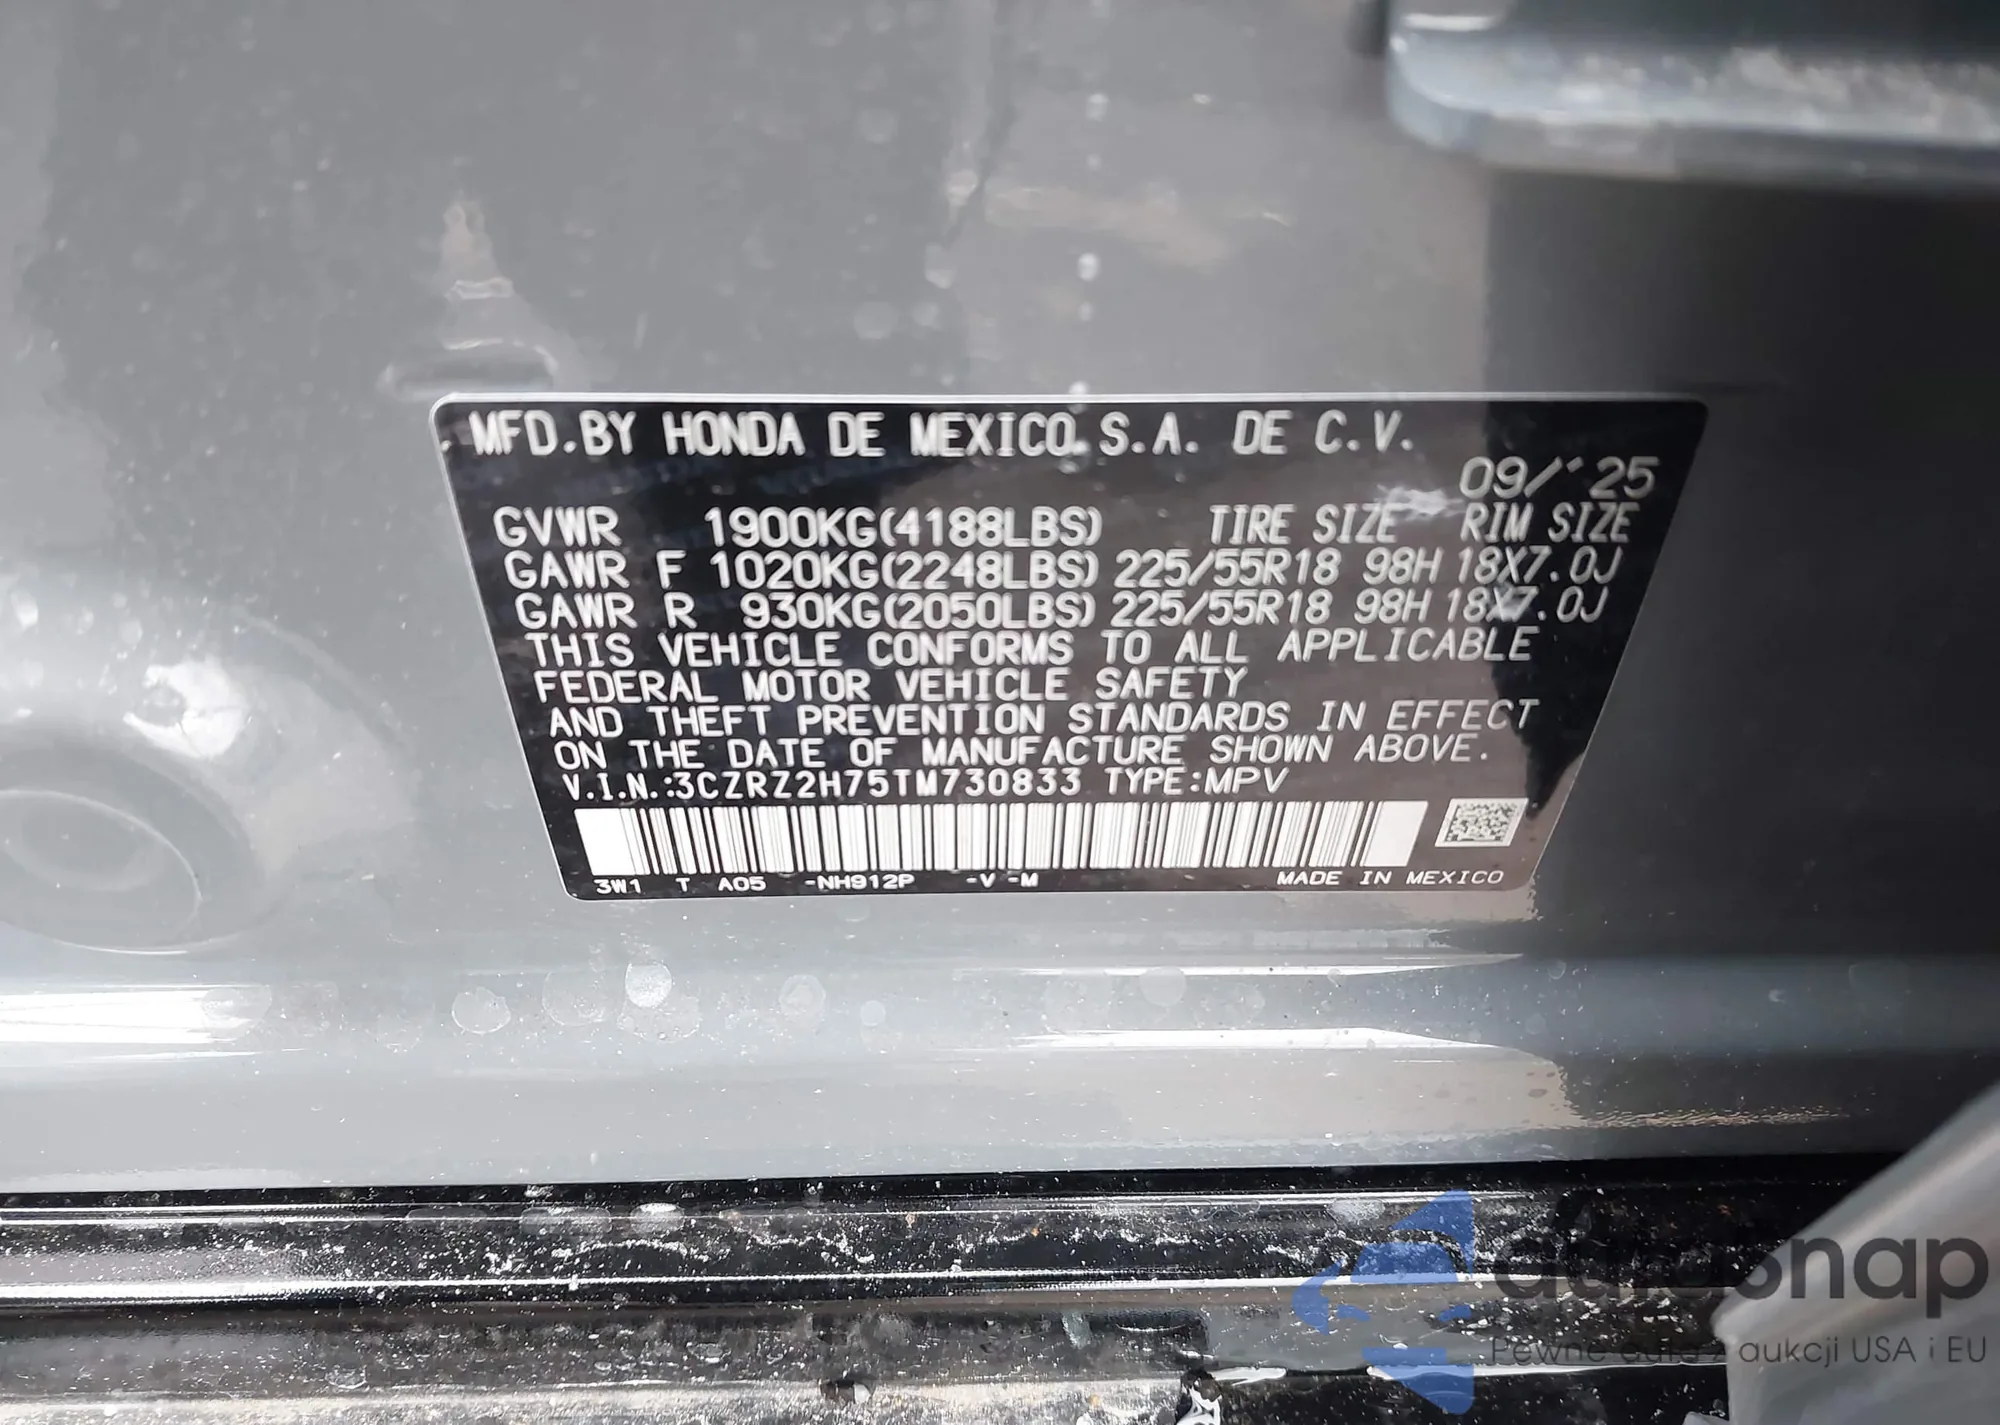 MFD.BY HONDA DE MEXICO S.A. DE C.V.
09/ 25
GVWR 1900KG(4188LBS) TIRE SIZE RIM SIZE
GAWR F 1020KG(2248LBS) 225/55R18 98H 18X7.0J
GAWR R 930KG(2050LBS) 225/55R18 98H 18X7.0J
THIS VEHICLE CONFORMS TO ALL APPLICABLE
FEDERAL MOTOR VEHICLE SAFETY
AND THEFT PREVENTION STANDARDS IN EFFECT
ON THE DATE OF MANUFACTURE SHOWN ABOVE.
V.I.N.:3CZRZ2H75TM730833 TYPE:MPV
3W1 T A05 -NH912P -V -M MADE IN MEXICO
autosnap
Pewne auta z aukcji USA i EU